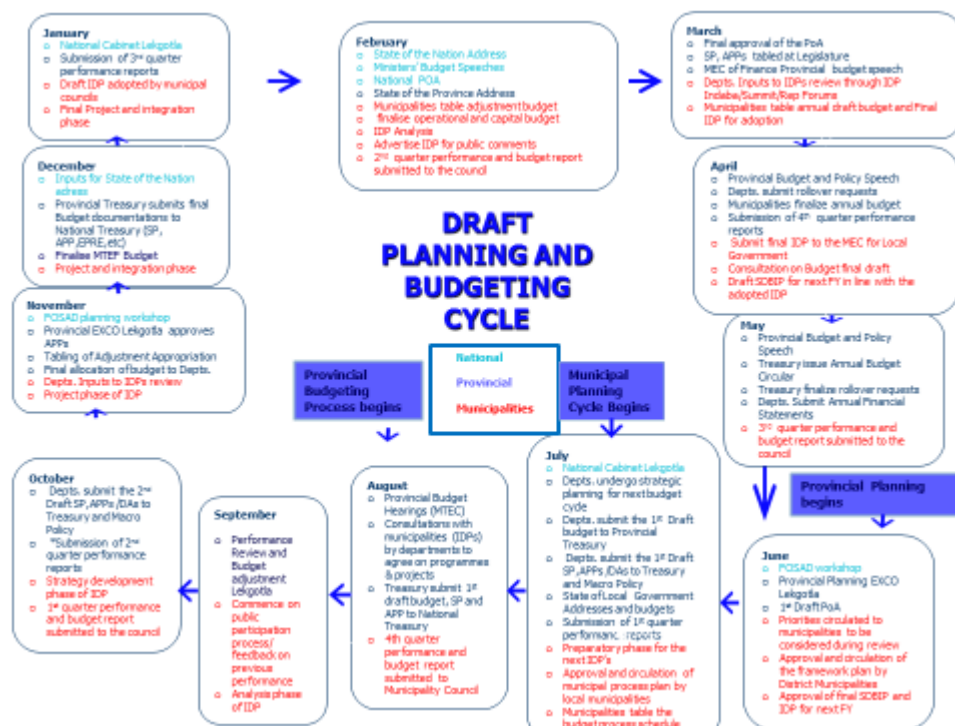 January
National Cabinet Lekgotla
Submission of 3rd quarter
performance reports
Draft IDP adopted by municipal
councils
Final Project and integration
phase
February
State of the Nation Address
Ministers' Budget Speeches
National POA
State of the Province Address
Municipalities table adjustment budget
finalise operational and capital budget
IDP Analysis
Advertise IDP for public comments
2nd quarter performance and budget report
submitted to the council
March
Final approval of the PoA
SP, APPs tabled at Legislature
MEC of Finance Provincial budget speech
Depts. Inputs to IDPs review through IDP
Indaba/Summit/Rep Forums
Municipalities table annual draft budget and Final
IDP for adoption
December
Inputs for State of the Nation
adress
Provincial Treasury submits final
Budget documentations to
National Treasury (SP,
APP,EPRE,etc)
Finalise MTEF Budget
Project and integration phase
April
Provincial Budget and Policy Speech
Depts. submit rollover requests
Municipalities finalize annual budget
Submission of 4th quarter performance
reports
Submit final IDP to the MEC for Local
Government
Consultation on Budget final draft
Draft SDBIP for next FY in line with the
adopted IDP
DRAFT
PLANNING AND
BUDGETING
CYCLE
November
FOSAD planning workshop
Provincial EXCO Lekgotla approves
APPs
Tabling of Adjustment Appropriation
Final allocation of budget to Depts.
Depts. Inputs to IDPs review
Project phase of IDP
May
Provincial Budget and Policy
Speech
Treasury issue Annual Budget
Circular
Treasury finalize rollover requests
Depts. Submit Annual Financial
Statements
3rd quarter performance and
budget report submitted to the
council
Provincial
Budgeting
Process begins
National
Provincial
Municipalities
Municipal
Planning
Cycle Begins
October
Depts. submit the 2nd
Draft SP,APPs /DAs to
Treasury and Macro
Policy
"Submission of 2nd
quarter performance
reports
Strategy development
phase of IDP
1st quarter performance
and budget report
submitted to the council
September
Performance
Review and
Budget
adjustment
Lekgotla
Commence on
public
participation
process/
feedback on
previous
performance
Analysis phase
of IDP
August
Provincial Budget
Hearings (MTEC)
Consultations with
municipalities (IDPs)
by departments to
agree on programmes
& projects
Treasury submit 1st
draft budget, SP and
APP to National
Treasury
4th quarter
performance and
budget report
submitted to
Municipality Council
July
National Cabinet Lekgotla
Depts. undergo strategic
planning for next budget
cycle
Depts. submit the 1st Draft
budget to Provincial
Treasury
Depts. submit the 1st Draft
SP,APPs /DAs to Treasury
and Macro Policy
State of Local Government
Addresses and budgets
Submission of 1st quarter
performance reports
Preparatory phase for the
next IDP's
Approval and circulation of
municipal process plan by
local municipalities
Municipalities table the
budget process schedule
Provincial Planning
begins
June
FOSAD workshop
Provincial Planning EXCO
Lekgotla
1st Draft PoA
Priorities circulated to
municipalities to be
considered during review
Approval and circulation of
the framework plan by
District Municipalities
Approval of final SDBIP and
IDP for next FY